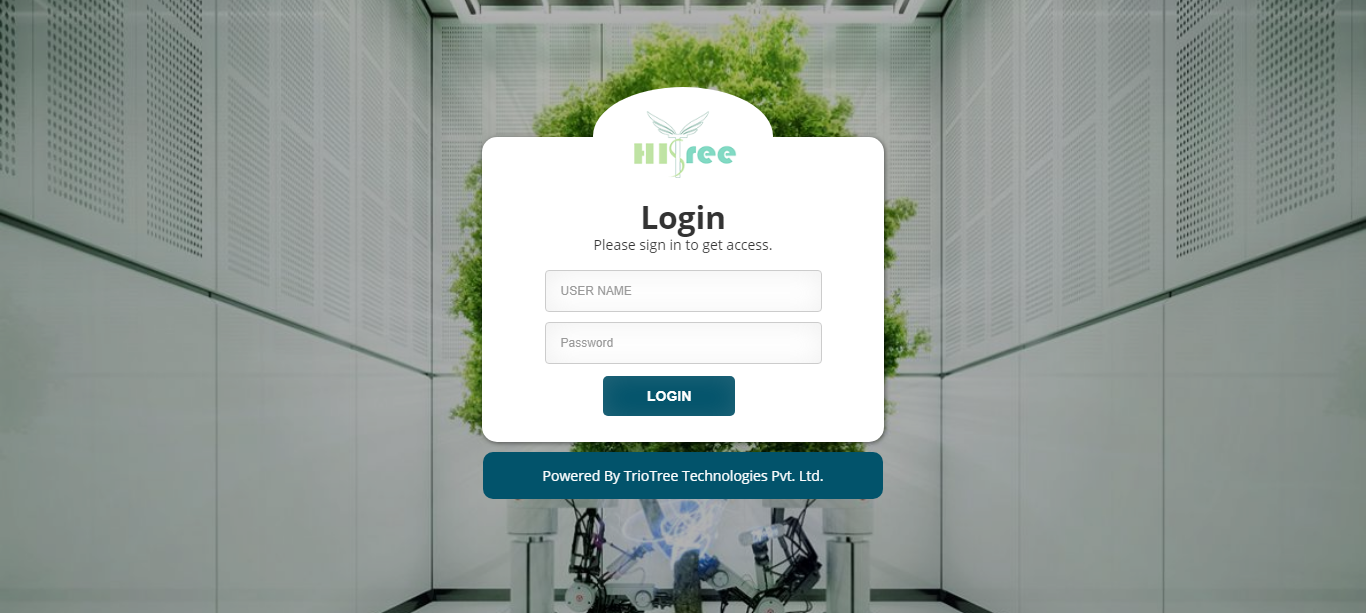 HITree
Login
Please sign in to get access.
USER NAME
Password
LOGIN
Powered By TrioTree Technologies Pvt. Ltd.